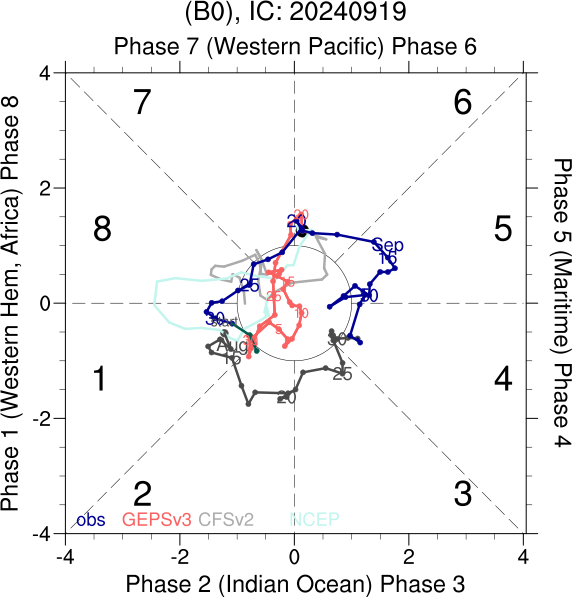 (B0), IC: 20240919
Phase 7 (Western Pacific) Phase 6
Phase 1 (Western Hem, Africa) Phase 8
Phase 5 (Maritime) Phase 4
4
2
0
-2
-4
7
6
8
5
1
4
2
3
Sep
25
30
Aug
25
20
25
10
5
obs GEPSv3 CFSv2 NCEP
-4 -2 0 2 4
Phase 2 (Indian Ocean) Phase 3